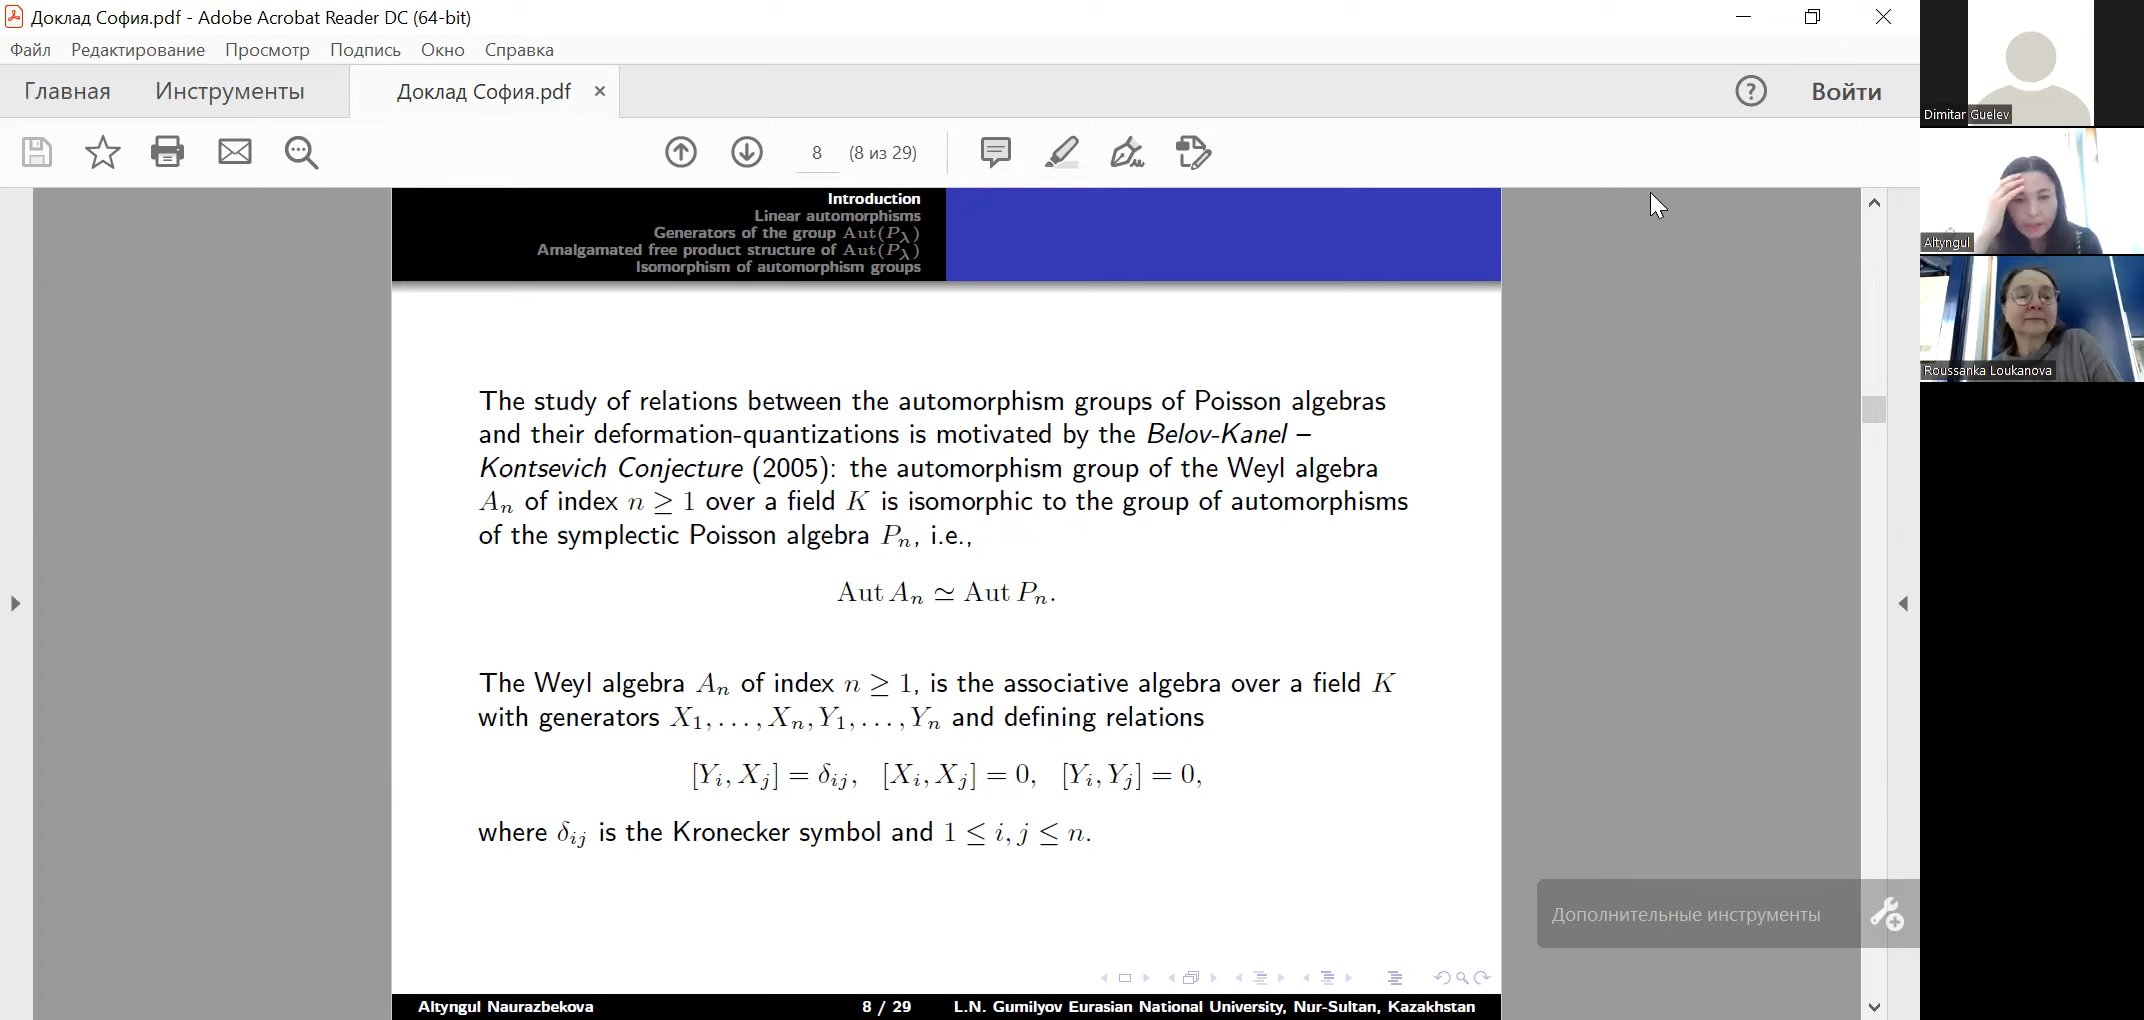 Доклад София.pdf - Adobe Acrobat Reader DC (64-bit)
Файл Редактирование Просмотр Подпись Окно Справка
Главная Инструменты Доклад София.pdf × ? Войти
8 (8 из 29)
Introduction
Linear automorphisms
Generators of the group Aut(P_λ)
Amalgamated free product structure of Aut(P_λ)
Isomorphism of automorphism groups
The study of relations between the automorphism groups of Poisson algebras
and their deformation-quantizations is motivated by the Belov-Kanel –
Kontsevich Conjecture (2005): the automorphism group of the Weyl algebra
A_n of index n ≥ 1 over a field K is isomorphic to the group of automorphisms
of the symplectic Poisson algebra P_n, i.e.,
Aut A_n ≃ Aut P_n.
The Weyl algebra A_n of index n ≥ 1, is the associative algebra over a field K
with generators X_1, . . . , X_n, Y_1, . . . , Y_n and defining relations
[Y_i, X_j] = δ_ij, [X_i, X_j] = 0, [Y_i, Y_j] = 0,
where δ_ij is the Kronecker symbol and 1 ≤ i, j ≤ n.
Дополнительные инструменты
Altyngul Naurazbekova 8 / 29 L.N. Gumilyov Eurasian National University, Nur-Sultan, Kazakhstan
Dimitar Guelev
Altyngul
Roussanka Loukanova